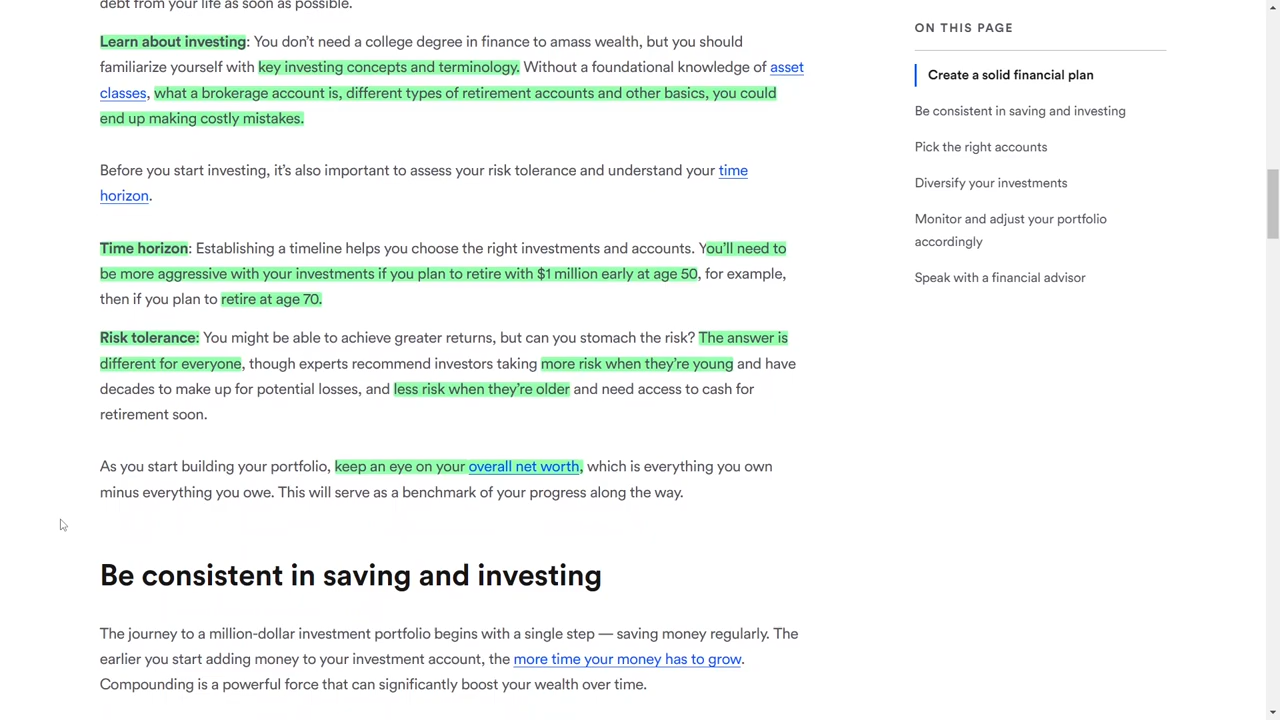 debt from your life as soon as possible.
Learn about investing: You don’t need a college degree in finance to amass wealth, but you should
familiarize yourself with key investing concepts and terminology. Without a foundational knowledge of asset
classes, what a brokerage account is, different types of retirement accounts and other basics, you could
end up making costly mistakes.
Before you start investing, it’s also important to assess your risk tolerance and understand your time
horizon.
Time horizon: Establishing a timeline helps you choose the right investments and accounts. You’ll need to
be more aggressive with your investments if you plan to retire with $1 million early at age 50, for example,
then if you plan to retire at age 70.
Risk tolerance: You might be able to achieve greater returns, but can you stomach the risk? The answer is
different for everyone, though experts recommend investors taking more risk when they’re young and have
decades to make up for potential losses, and less risk when they’re older and need access to cash for
retirement soon.
As you start building your portfolio, keep an eye on your overall net worth, which is everything you own
minus everything you owe. This will serve as a benchmark of your progress along the way.
Be consistent in saving and investing
The journey to a million-dollar investment portfolio begins with a single step — saving money regularly. The
earlier you start adding money to your investment account, the more time your money has to grow.
Compounding is a powerful force that can significantly boost your wealth over time.
ON THIS PAGE
Create a solid financial plan
Be consistent in saving and investing
Pick the right accounts
Diversify your investments
Monitor and adjust your portfolio
accordingly
Speak with a financial advisor